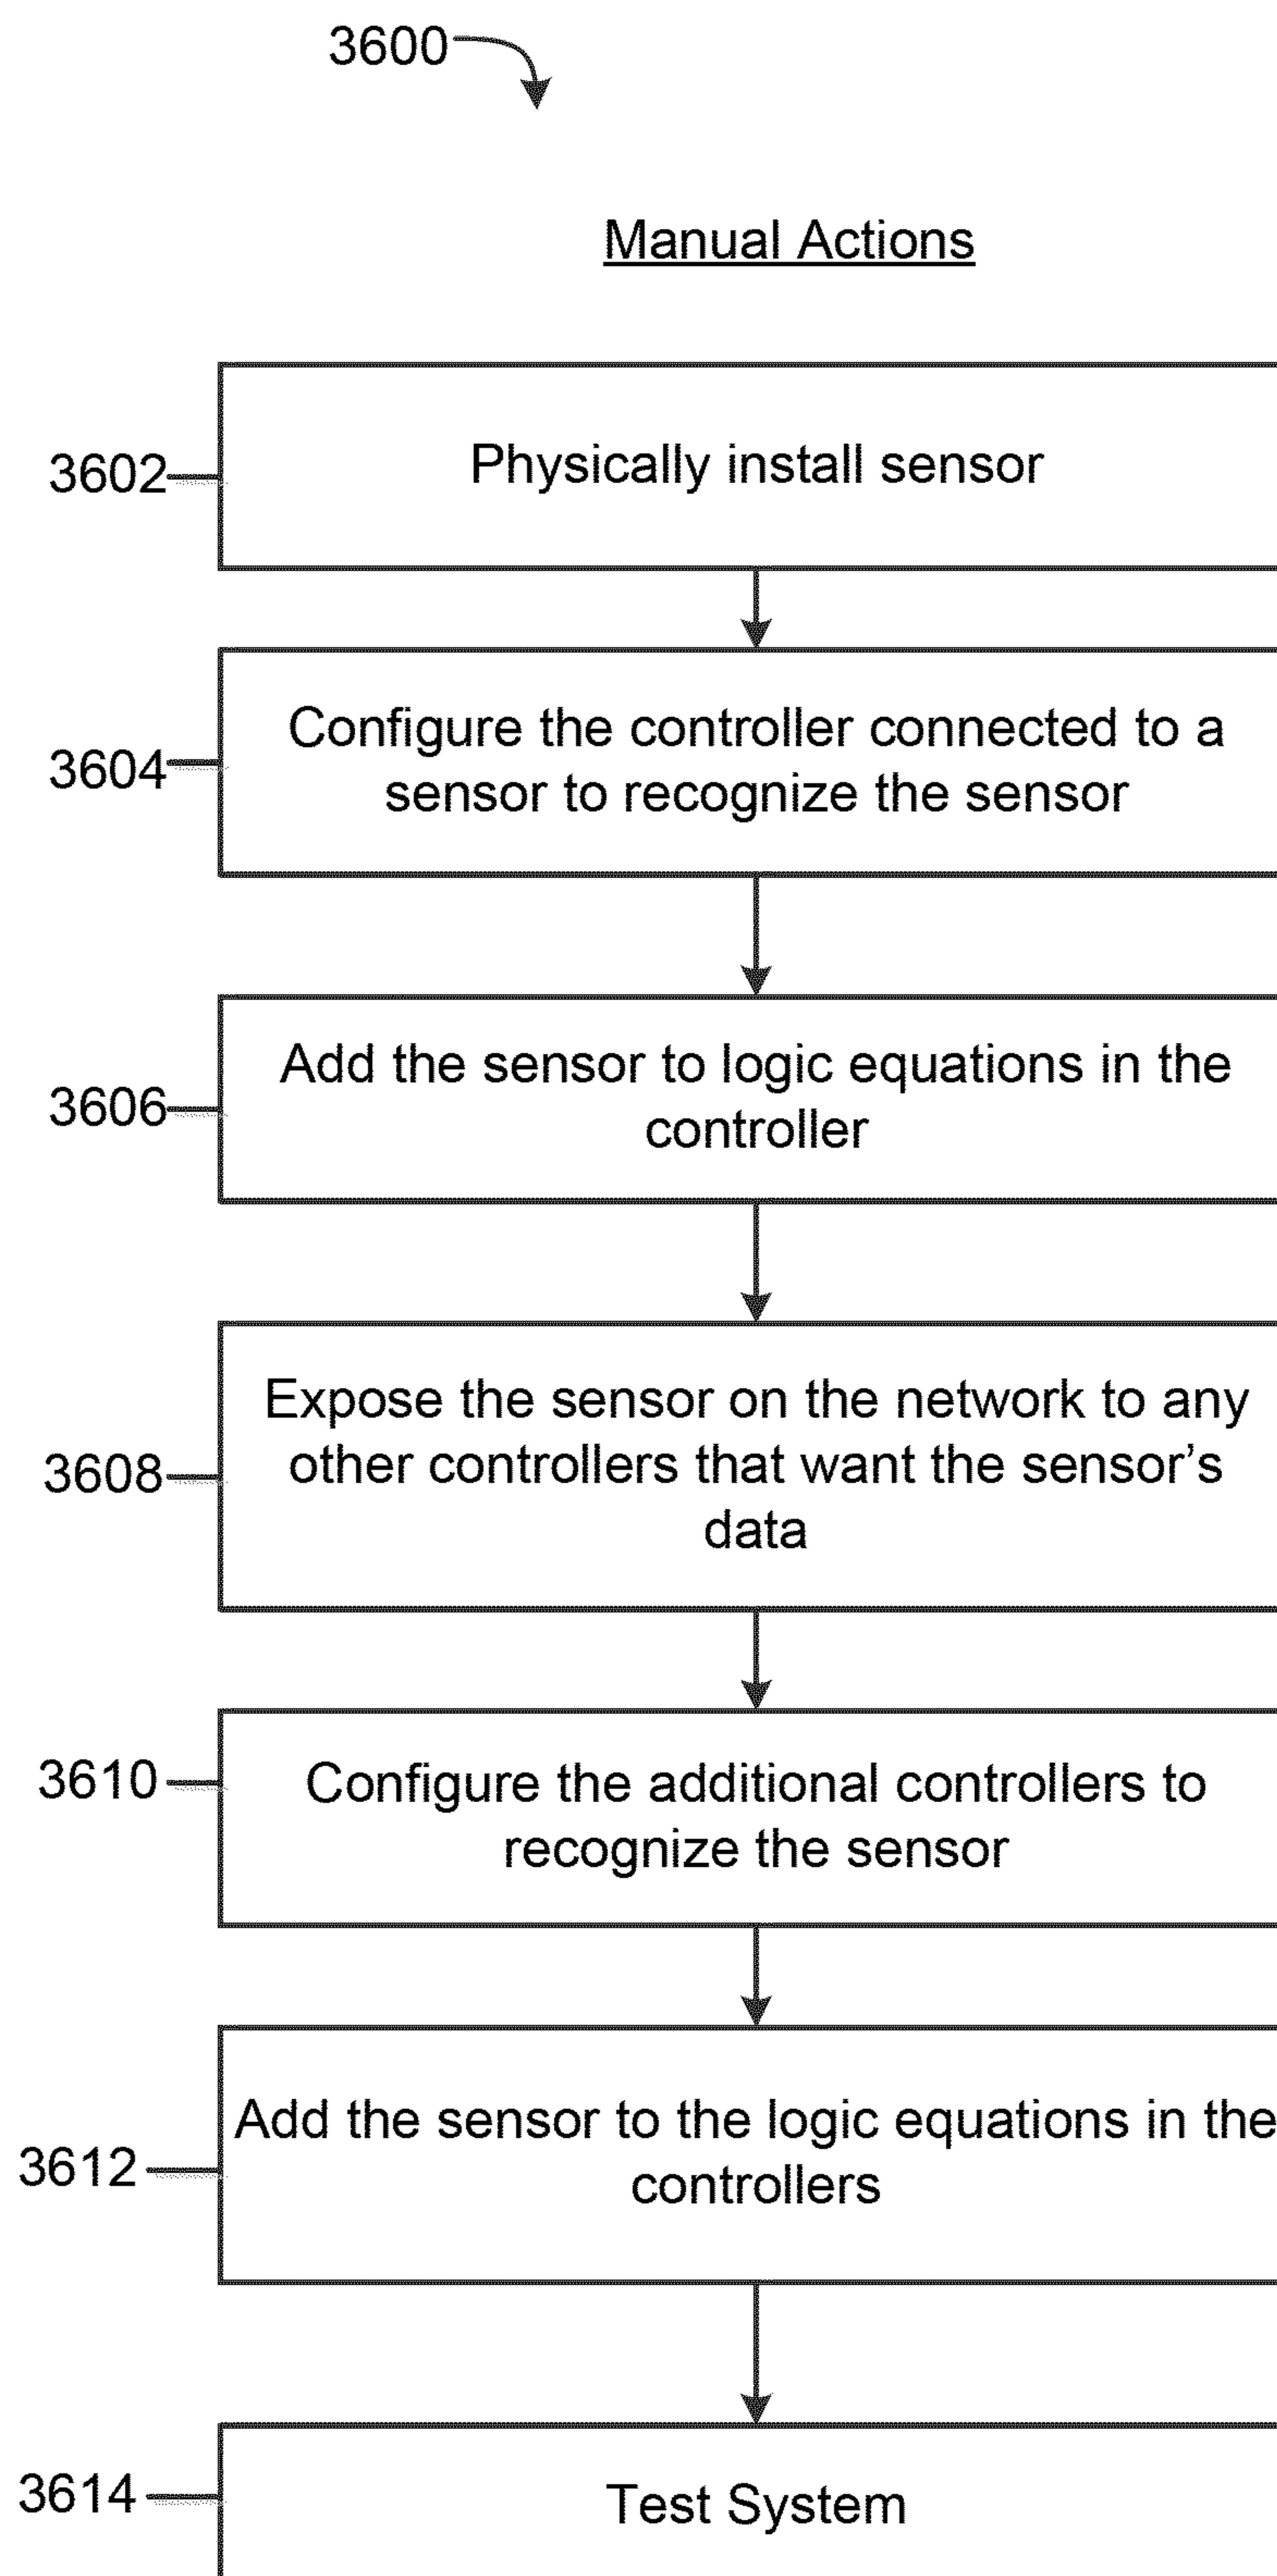 3600
Manual Actions
3602
Physically install sensor
3604
Configure the controller connected to a
sensor to recognize the sensor
3606
Add the sensor to logic equations in the
controller
3608
Expose the sensor on the network to any
other controllers that want the sensor’s
data
3610
Configure the additional controllers to
recognize the sensor
3612
Add the sensor to the logic equations in the
controllers
3614
Test System